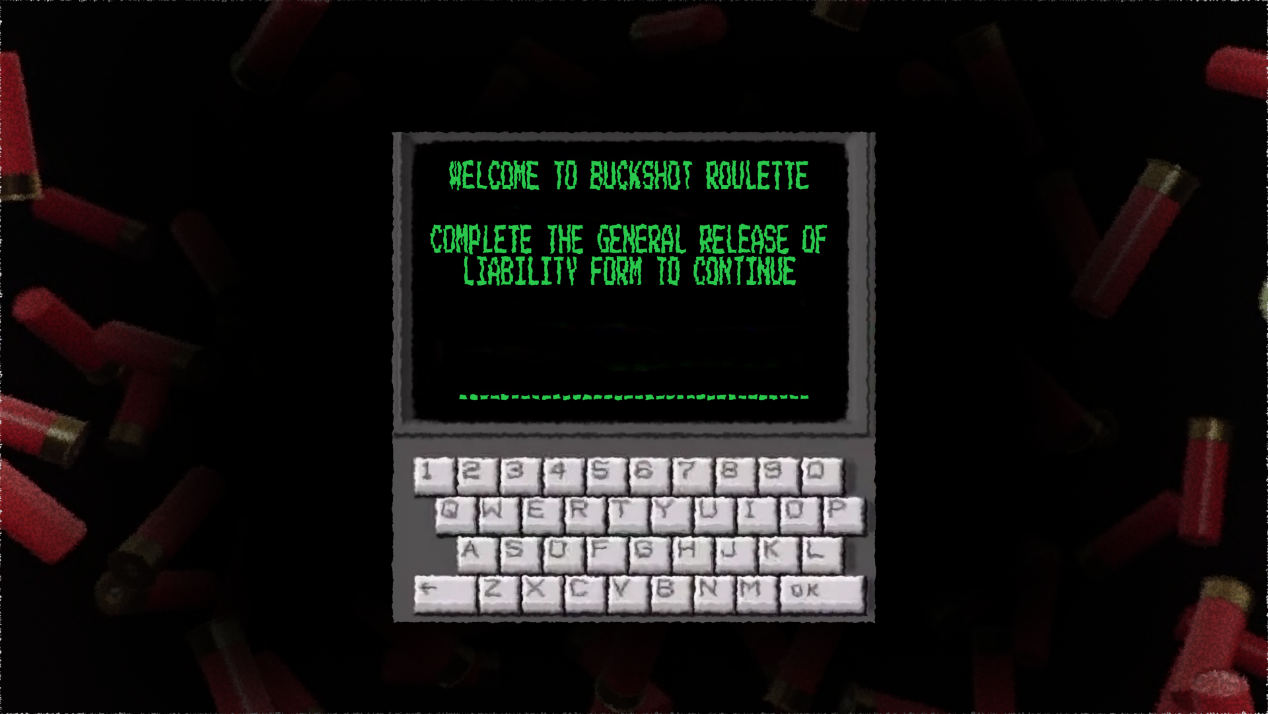 WELCOME TO BUCKSHOT ROULETTE
COMPLETE THE GENERAL RELEASE OF
LIABILITY FORM TO CONTINUE
1 2 3 4 5 6 7 8 9 0
Q W E R T Y U I O P
A S D F G H J K L
← Z X C V B N M OK